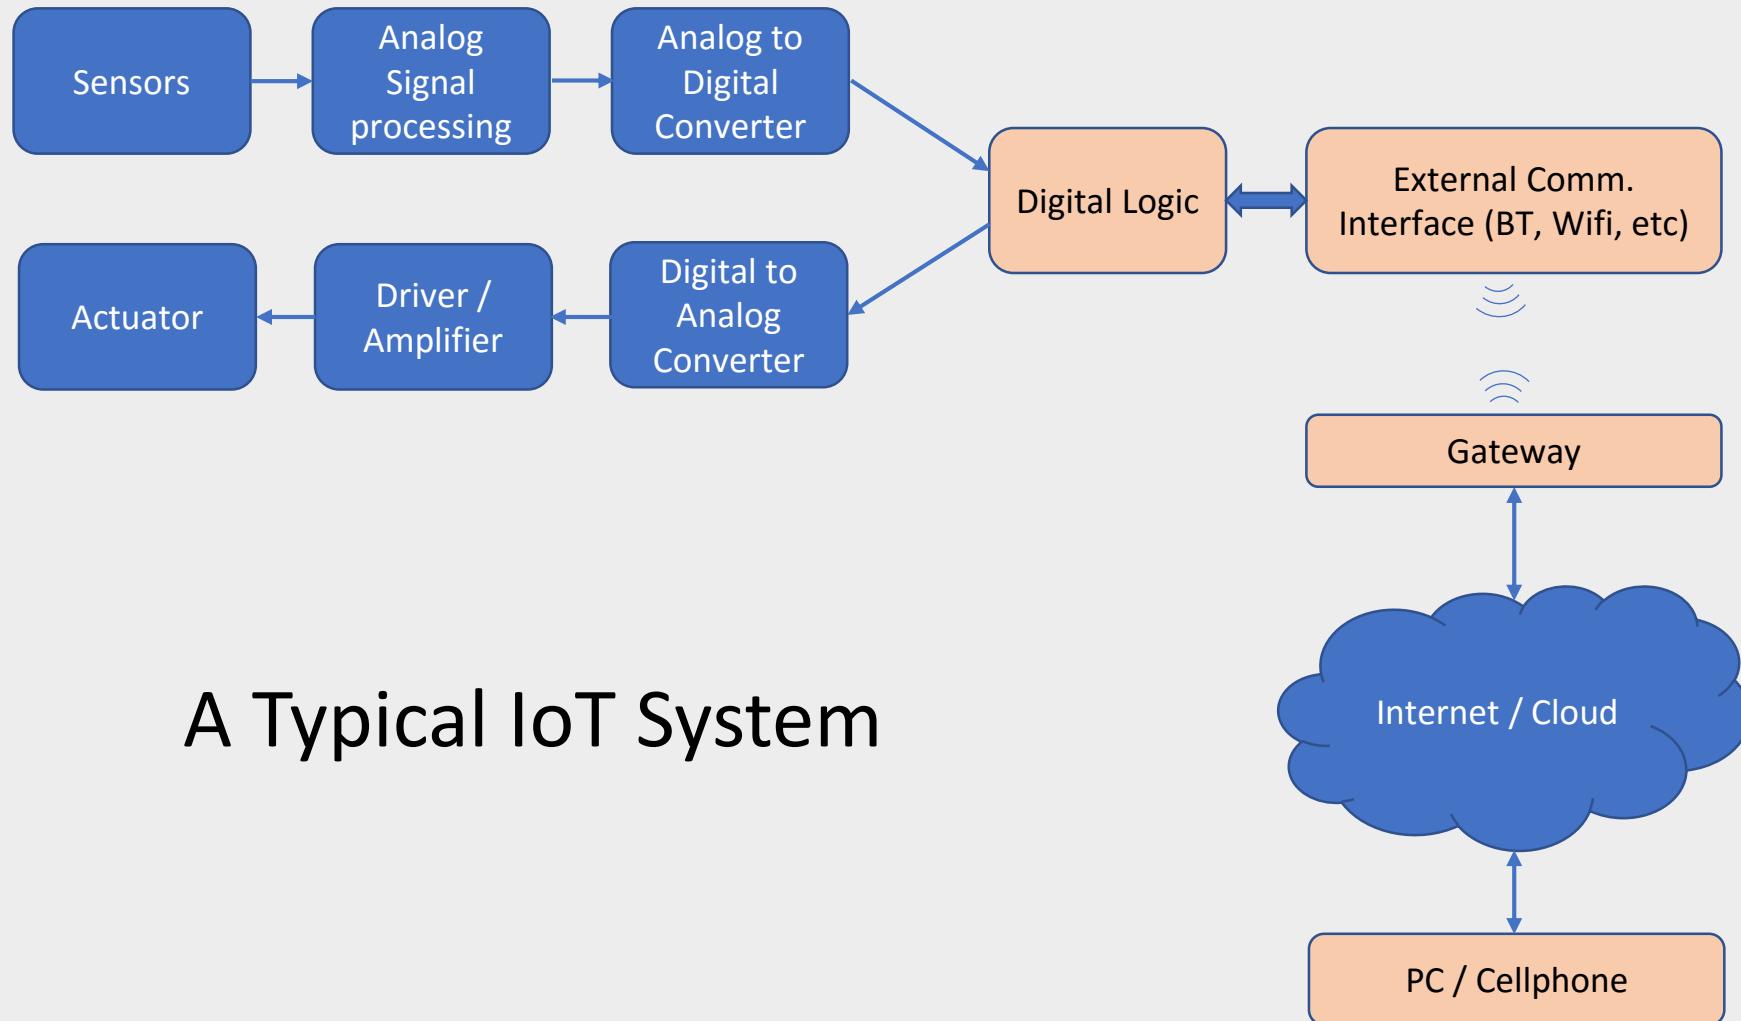 Sensors
Analog
Signal
processing
Analog to
Digital
Converter
Digital Logic
External Comm.
Interface (BT, Wifi, etc)
Actuator
Driver /
Amplifier
Digital to
Analog
Converter
Gateway
Internet / Cloud
A Typical IoT System
PC / Cellphone